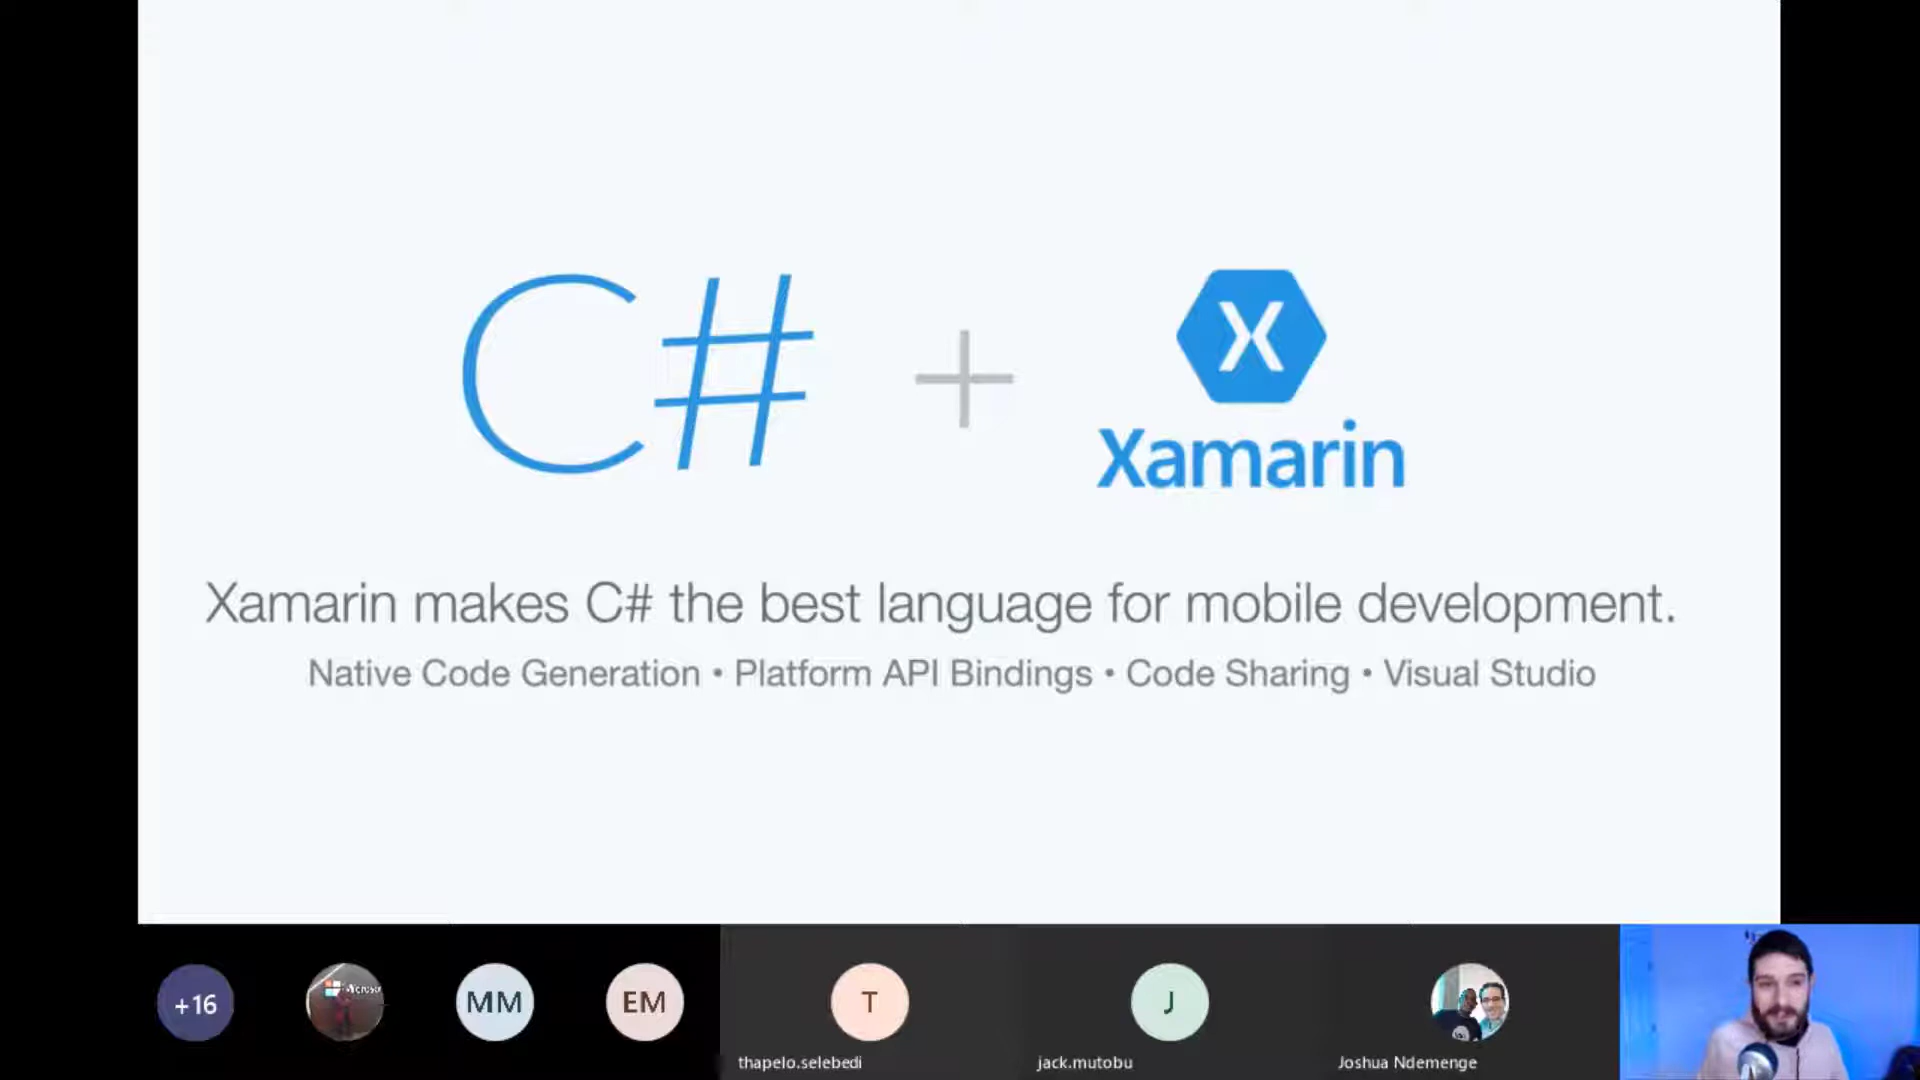 C# + X
Xamarin
Xamarin makes C# the best language for mobile development.
Native Code Generation • Platform API Bindings • Code Sharing • Visual Studio
+16
Microsof
MM
EM
T
J
thapelo.selebedi
jack.mutobu
Joshua Ndemenge